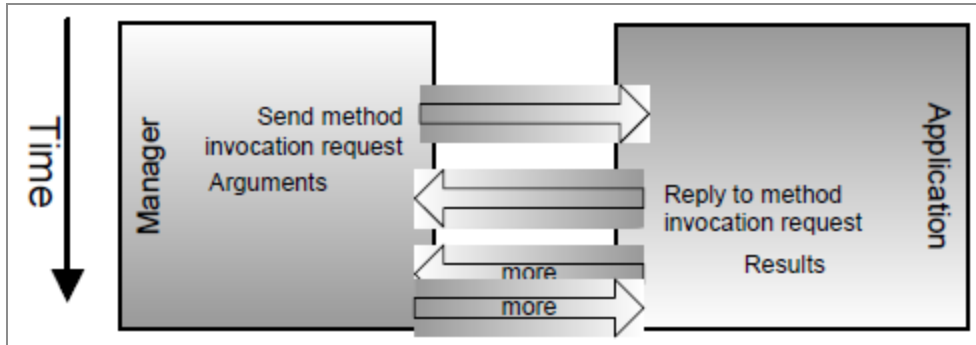 Time
Manager
Send method
invocation request
Arguments
Reply to method
invocation request
Results
more
more
Application